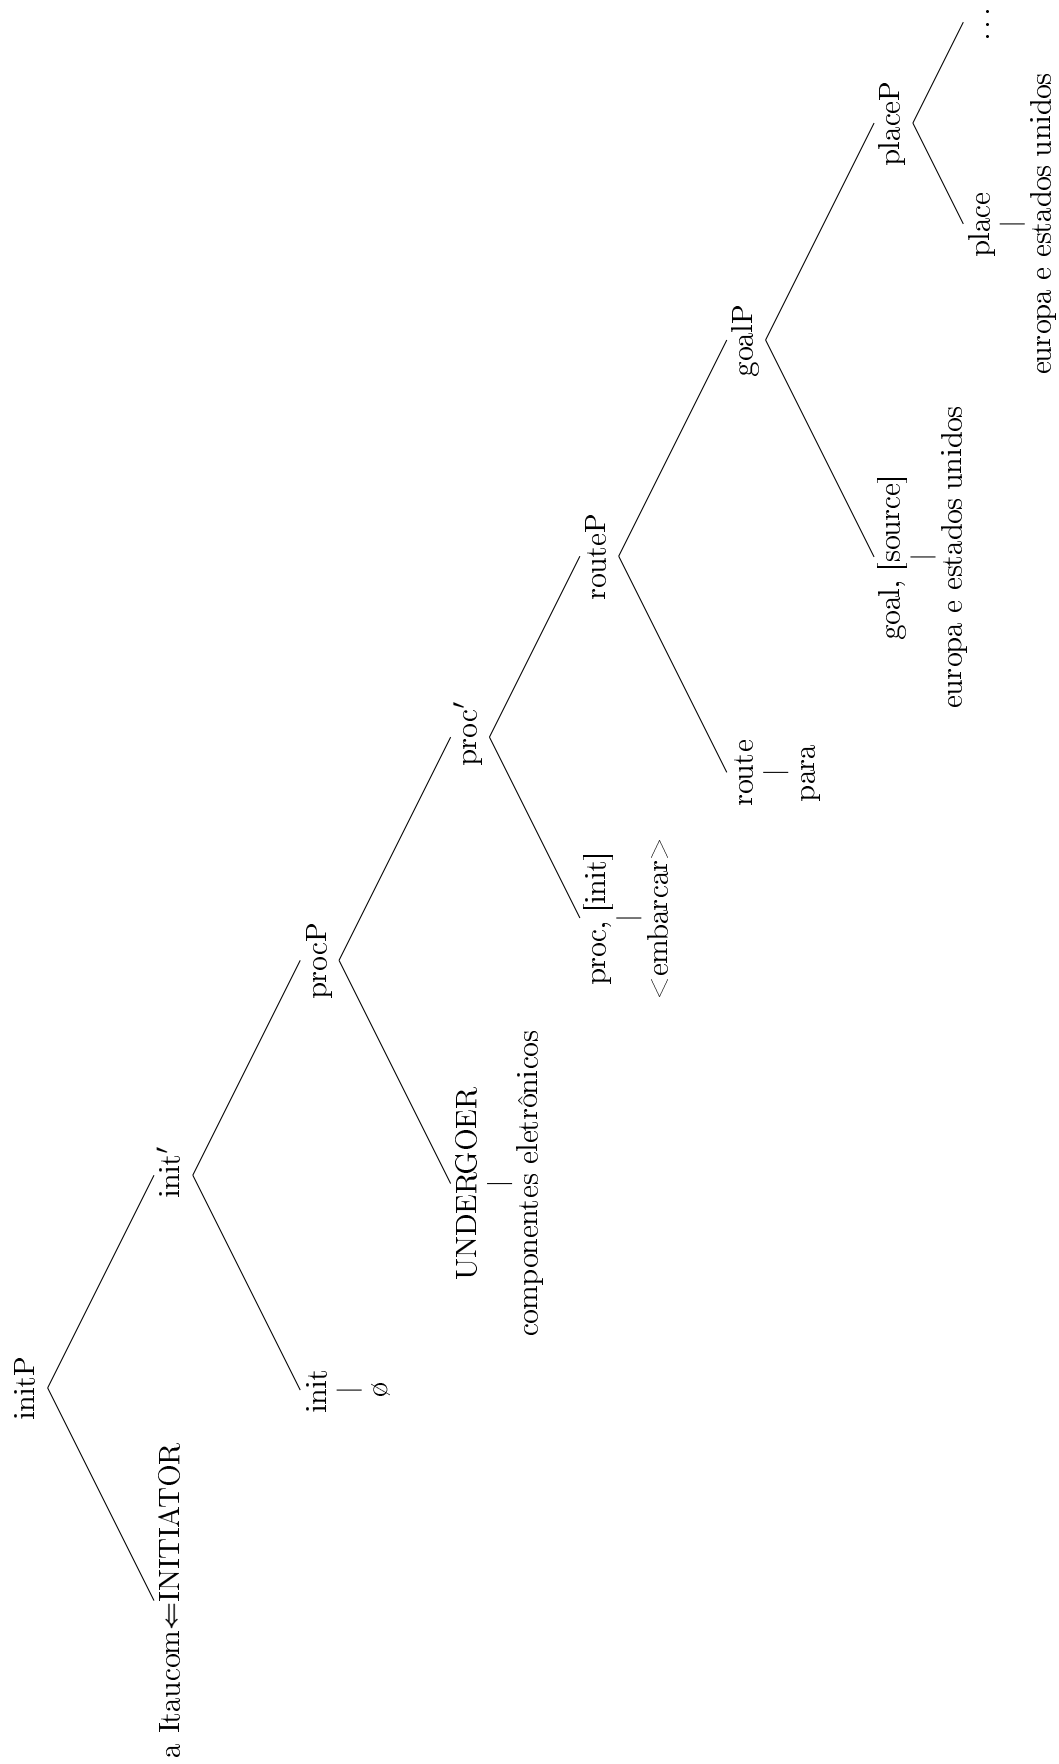 initP
a Itaucom⇐INITIATOR
init′
init
∅
procP
UNDERGOER
componentes eletrônicos
proc′
proc, [init]
<embarcar>
routeP
route
para
goalP
goal, [source]
europa e estados unidos
placeP
place
europa e estados unidos
...